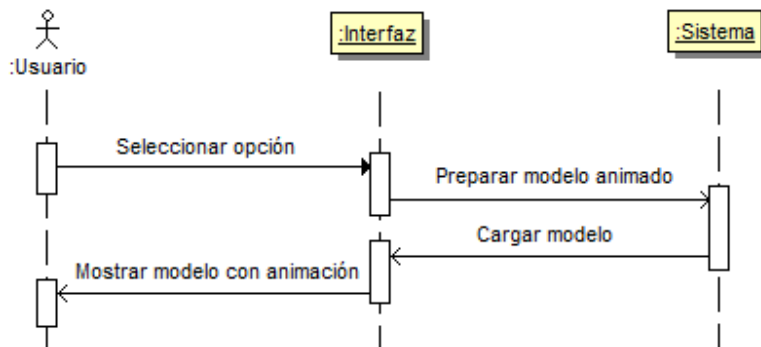 :Usuario
:Interfaz
:Sistema
Seleccionar opción
Preparar modelo animado
Cargar modelo
Mostrar modelo con animación